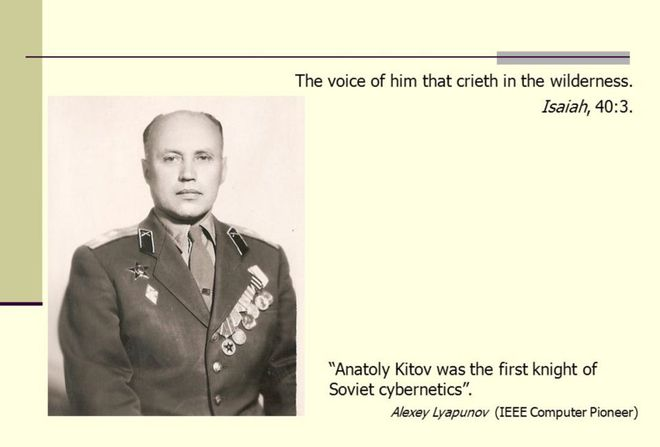 The voice of him that crieth in the wilderness.
Isaiah, 40:3.
“Anatoly Kitov was the first knight of
Soviet cybernetics”.
Alexey Lyapunov (IEEE Computer Pioneer)